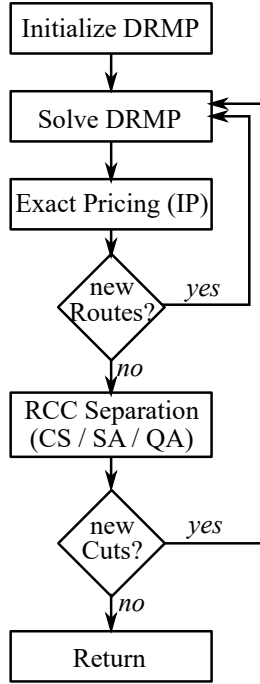 Initialize DRMP
Solve DRMP
Exact Pricing (IP)
new
Routes?
yes
no
RCC Separation
(CS / SA / QA)
new
Cuts?
yes
no
Return